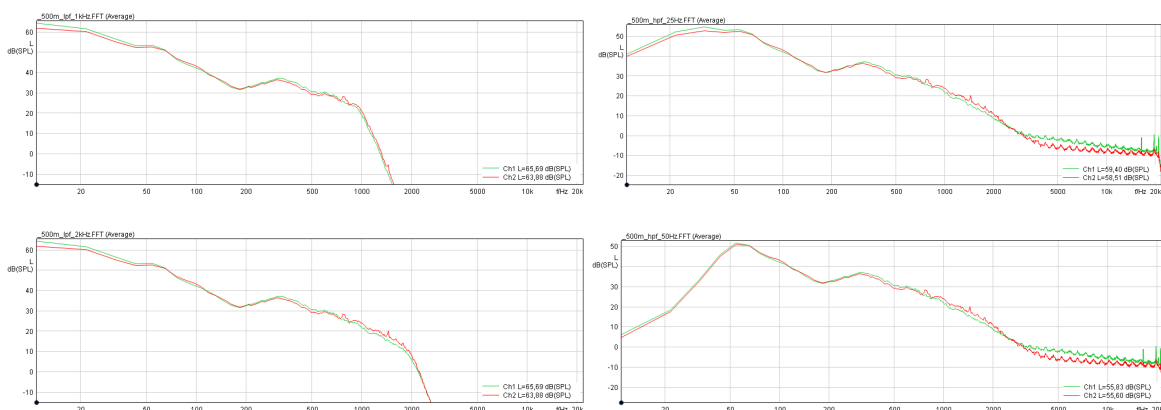 _500m_lpf_1kHz.FFT (Average)
60
L
dB(SPL)
50
40
30
20
10
0
-10
Ch1 L=65,69 dB(SPL)
Ch2 L=63,88 dB(SPL)
20 50 100 200 500 1000 2000 5000 10k f/Hz 20k
_500m_hpf_25Hz.FFT (Average)
50
L
dB(SPL)
40
30
20
10
0
-10
-20
Ch1 L=59,40 dB(SPL)
Ch2 L=58,51 dB(SPL)
20 50 100 200 500 1000 2000 5000 10k f/Hz 20k
_500m_lpf_2kHz.FFT (Average)
60
L
dB(SPL)
50
40
30
20
10
0
-10
Ch1 L=65,69 dB(SPL)
Ch2 L=63,88 dB(SPL)
20 50 100 200 500 1000 2000 5000 10k f/Hz 20k
_500m_hpf_50Hz.FFT (Average)
50
L
dB(SPL)
40
30
20
10
0
-10
-20
Ch1 L=55,83 dB(SPL)
Ch2 L=55,60 dB(SPL)
20 50 100 200 500 1000 2000 5000 10k f/Hz 20k